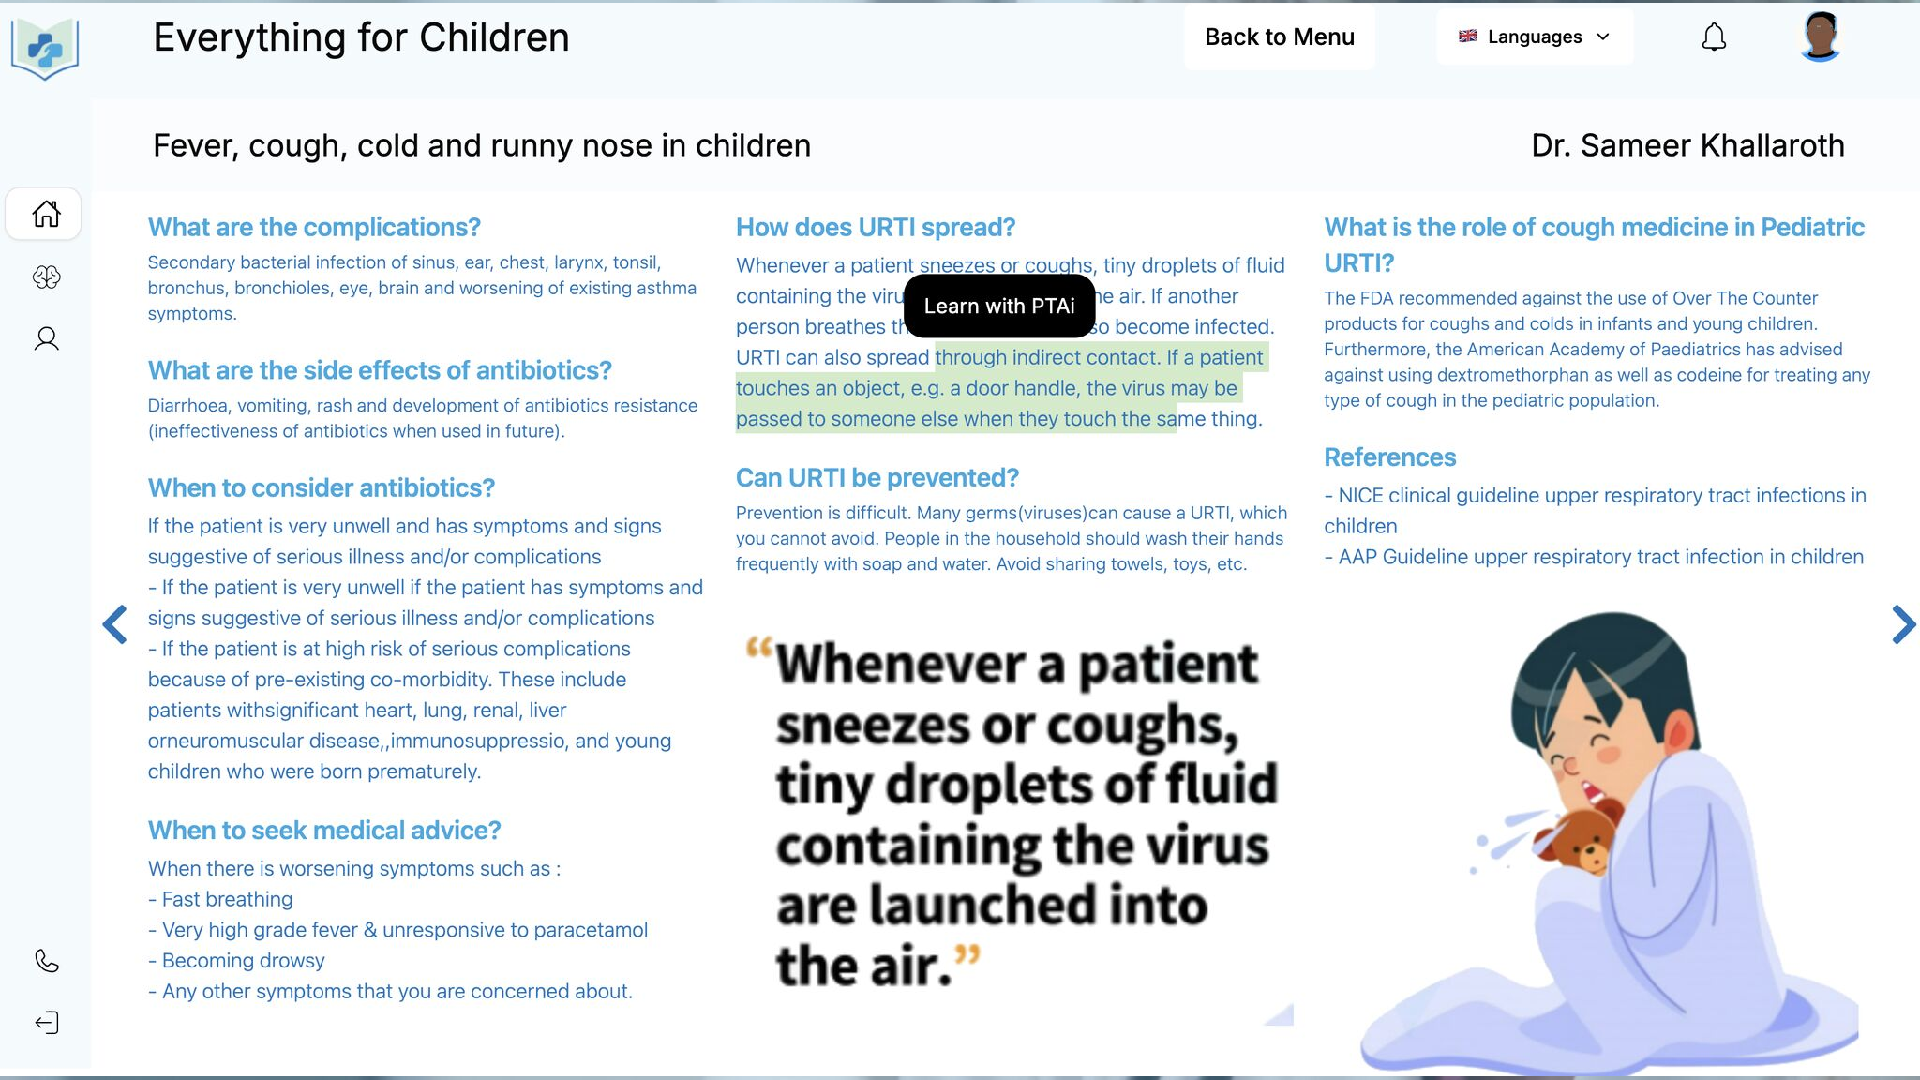 Everything for Children
Back to Menu
Languages
Fever, cough, cold and runny nose in children
Dr. Sameer Khallaroth
What are the complications?
Secondary bacterial infection of sinus, ear, chest, larynx, tonsil,
bronchus, bronchioles, eye, brain and worsening of existing asthma
symptoms.
What are the side effects of antibiotics?
Diarrhoea, vomiting, rash and development of antibiotics resistance
(ineffectiveness of antibiotics when used in future).
When to consider antibiotics?
If the patient is very unwell and has symptoms and signs
suggestive of serious illness and/or complications
- If the patient is very unwell if the patient has symptoms and
signs suggestive of serious illness and/or complications
- If the patient is at high risk of serious complications
because of pre-existing co-morbidity. These include
patients withsignificant heart, lung, renal, liver
orneuromuscular disease,,immunosuppressio, and young
children who were born prematurely.
When to seek medical advice?
When there is worsening symptoms such as :
- Fast breathing
- Very high grade fever & unresponsive to paracetamol
- Becoming drowsy
- Any other symptoms that you are concerned about.
How does URTI spread?
Whenever a patient sneezes or coughs, tiny droplets of fluid
containing the air. If another
Learn with PTAi
person breathes become infected.
URTI can also spread through indirect contact. If a patient
touches an object, e.g. a door handle, the virus may be
passed to someone else when they touch the same thing.
Can URTI be prevented?
Prevention is difficult. Many germs(viruses)can cause a URTI, which
you cannot avoid. People in the household should wash their hands
frequently with soap and water. Avoid sharing towels, toys, etc.
“Whenever a patient
sneezes or coughs,
tiny droplets of fluid
containing the virus
are launched into
the air.”
What is the role of cough medicine in Pediatric
URTI?
The FDA recommended against the use of Over The Counter
products for coughs and colds in infants and young children.
Furthermore, the American Academy of Paediatrics has advised
against using dextromethorphan as well as codeine for treating any
type of cough in the pediatric population.
References
- NICE clinical guideline upper respiratory tract infections in
children
- AAP Guideline upper respiratory tract infection in children